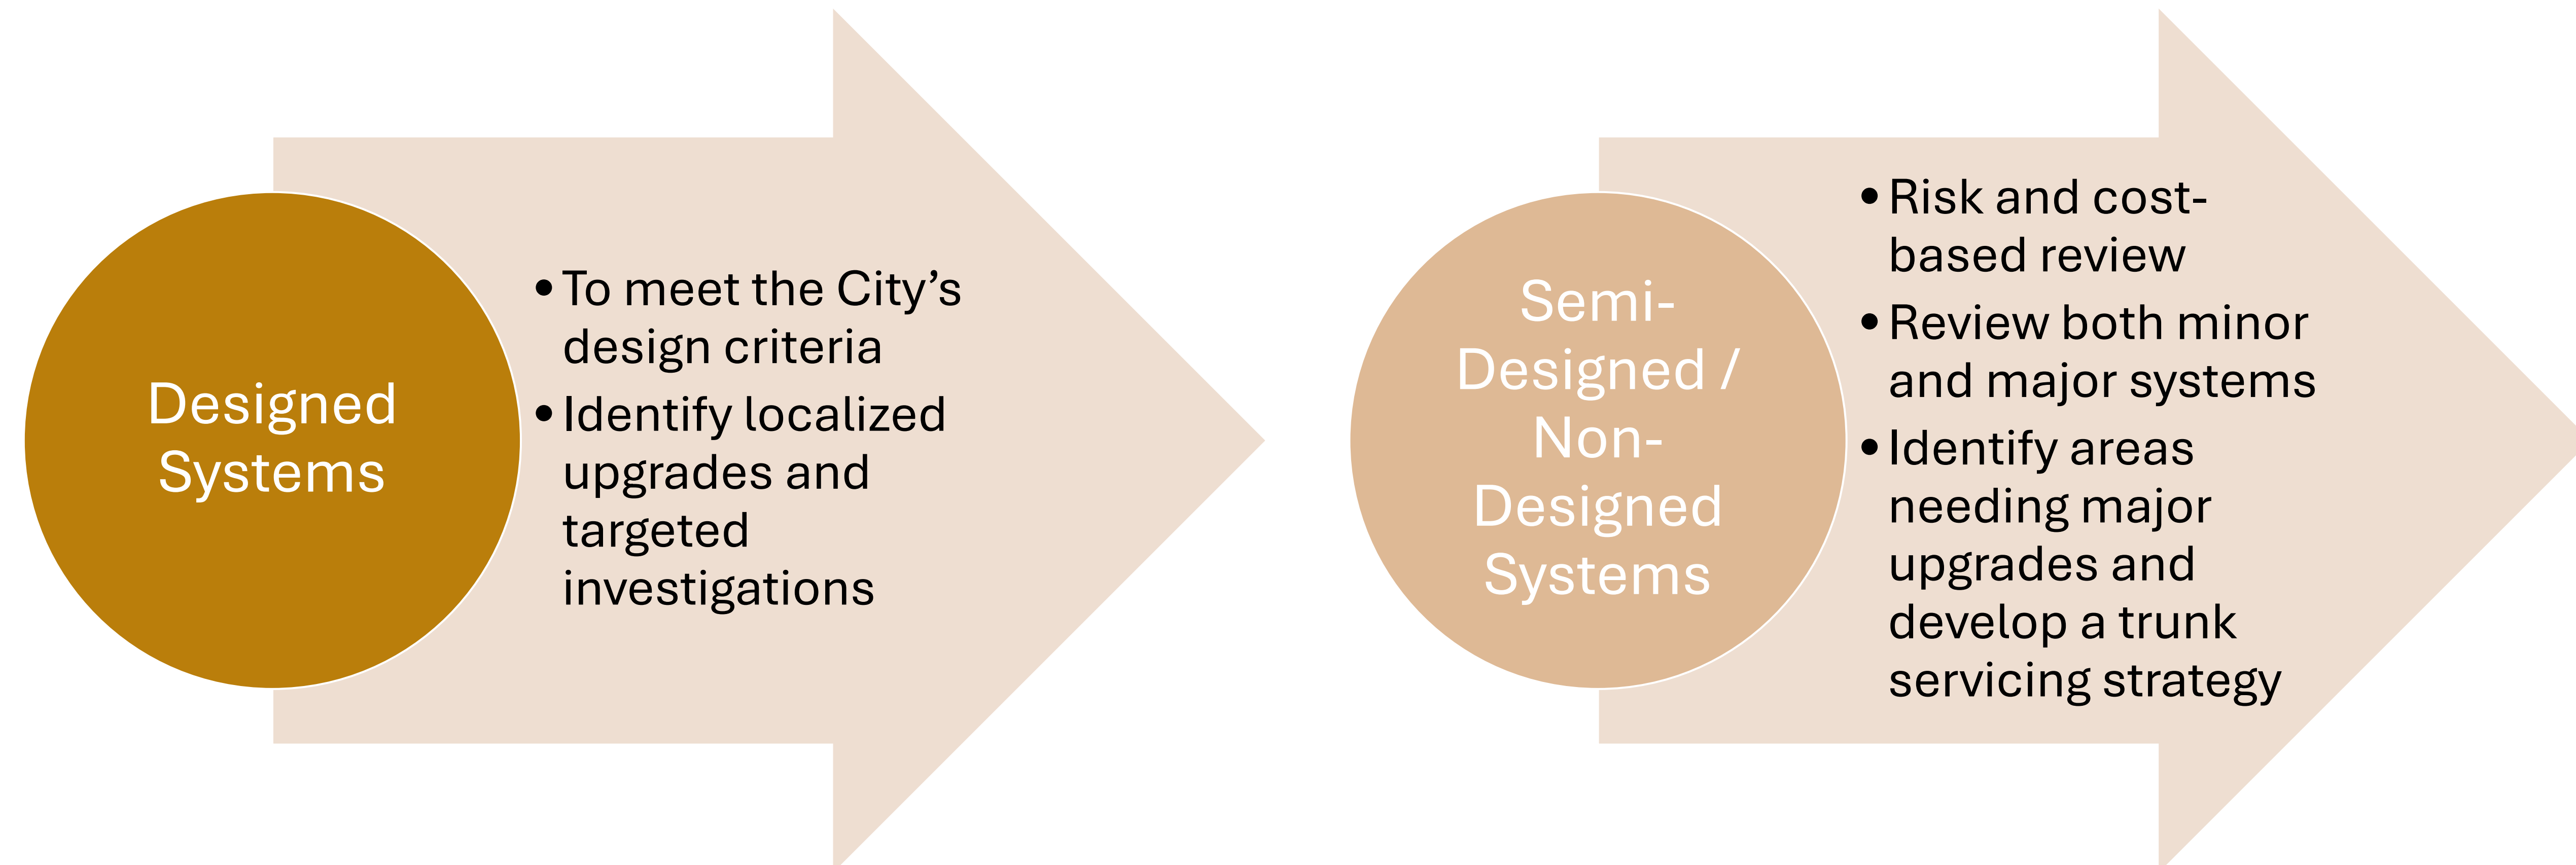 Designed
Systems
•To meet the City’s
design criteria
•Identify localized
upgrades and
targeted
investigations
Semi-
Designed /
Non-
Designed
Systems
•Risk and cost-
based review
•Review both minor
and major systems
•Identify areas
needing major
upgrades and
develop a trunk
servicing strategy